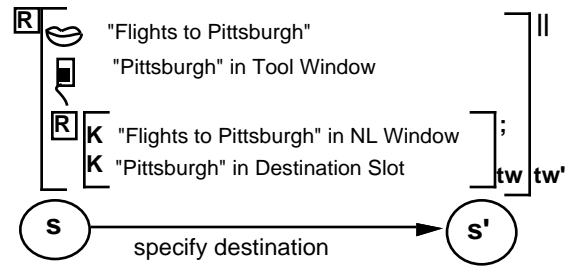 R "Flights to Pittsburgh" ||
"Pittsburgh" in Tool Window
R K "Flights to Pittsburgh" in NL Window ;
K "Pittsburgh" in Destination Slot tw tw'
s s'
specify destination